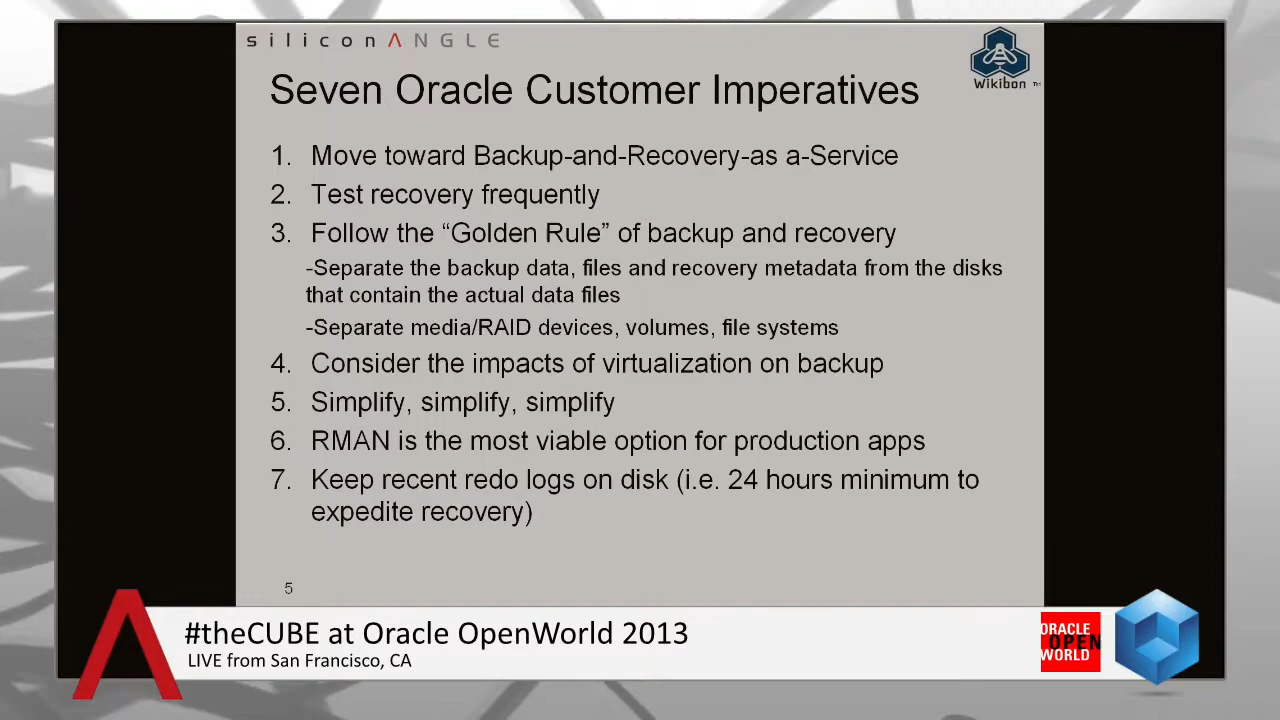 siliconANGLE
Wikibon TM
Seven Oracle Customer Imperatives
1. Move toward Backup-and-Recovery-as a-Service
2. Test recovery frequently
3. Follow the “Golden Rule” of backup and recovery
-Separate the backup data, files and recovery metadata from the disks
that contain the actual data files
-Separate media/RAID devices, volumes, file systems
4. Consider the impacts of virtualization on backup
5. Simplify, simplify, simplify
6. RMAN is the most viable option for production apps
7. Keep recent redo logs on disk (i.e. 24 hours minimum to
expedite recovery)
5
#theCUBE at Oracle OpenWorld 2013
LIVE from San Francisco, CA
ORACLE
OPEN
WORLD